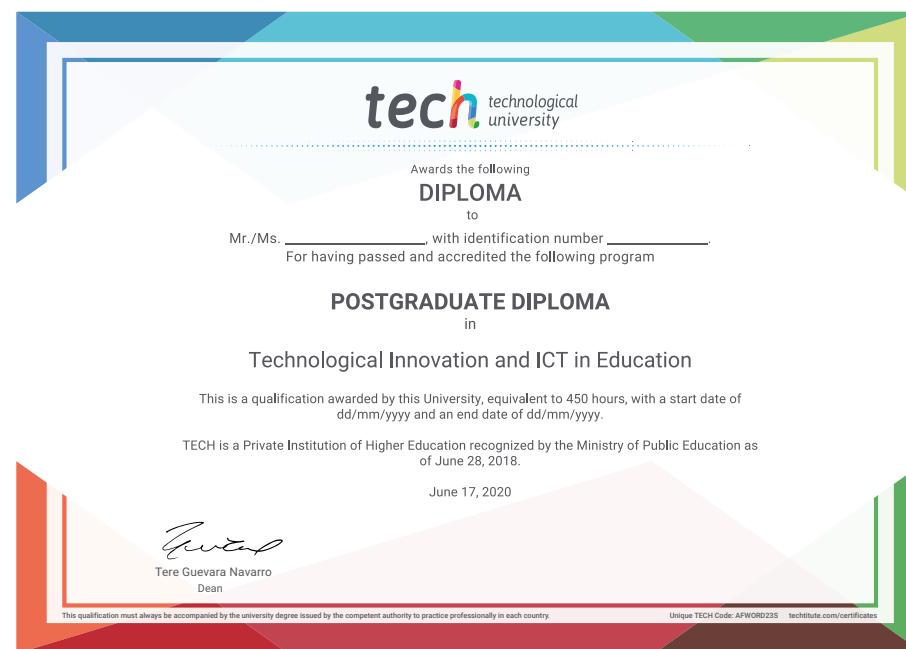 tech technological
university
Awards the following
DIPLOMA
to
Mr./Ms. ____________________, with identification number ______________.
For having passed and accredited the following program
POSTGRADUATE DIPLOMA
in
Technological Innovation and ICT in Education
This is a qualification awarded by this University, equivalent to 450 hours, with a start date of
dd/mm/yyyy and an end date of dd/mm/yyyy.
TECH is a Private Institution of Higher Education recognized by the Ministry of Public Education as
of June 28, 2018.
June 17, 2020
Tere Guevara Navarro
Dean
This qualification must always be accompanied by the university degree issued by the competent authority to practice professionally in each country.
Unique TECH Code: AFWORD23S techtitute.com/certificates